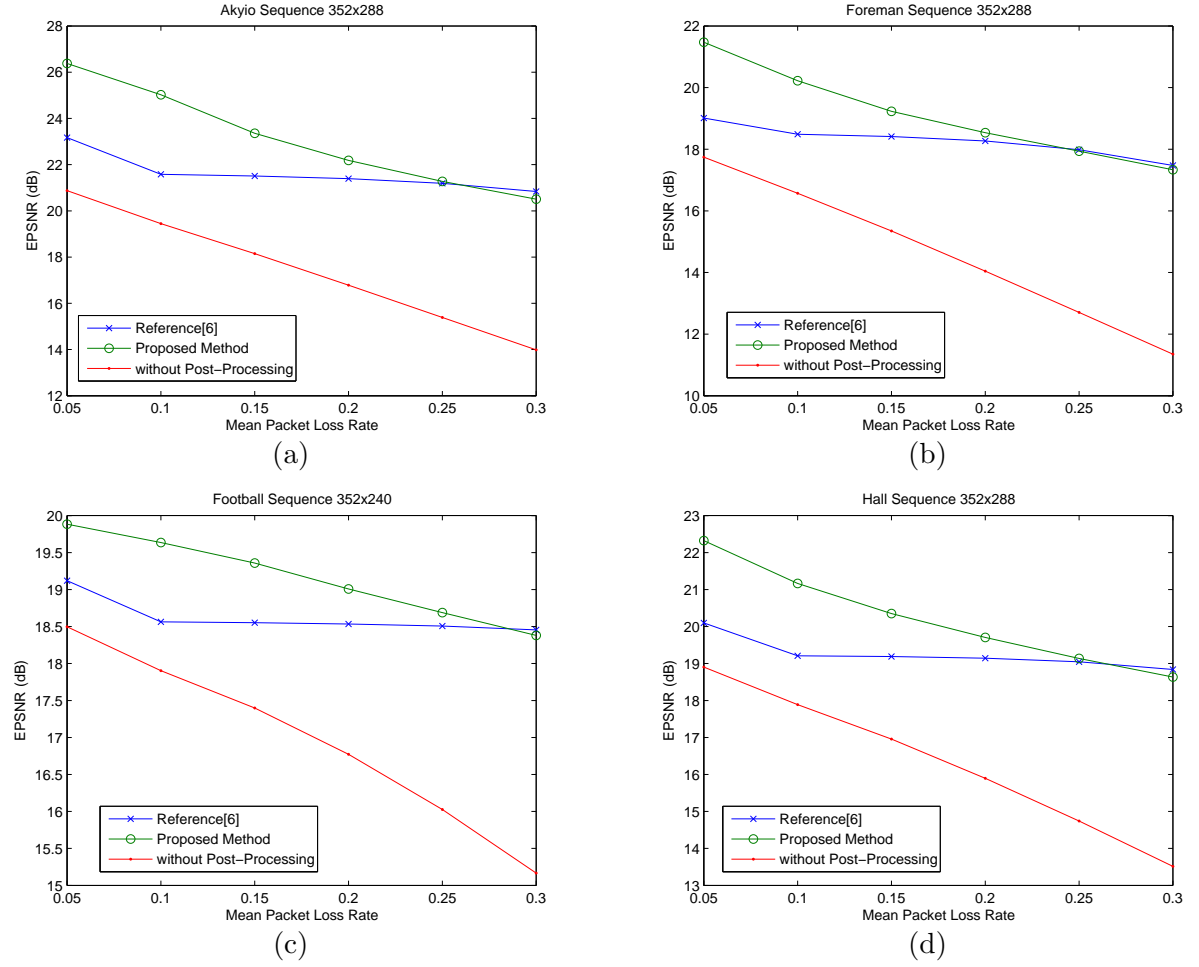 Akyio Sequence 352x288
28
26
24
22
20
18
16
14
12
EPSNR (dB)
Reference[6]
Proposed Method
without Post−Processing
0.05 0.1 0.15 0.2 0.25 0.3
Mean Packet Loss Rate
(a)
Foreman Sequence 352x288
22
20
18
16
14
12
10
EPSNR (dB)
Reference[6]
Proposed Method
without Post−Processing
0.05 0.1 0.15 0.2 0.25 0.3
Mean Packet Loss Rate
(b)
Football Sequence 352x240
20
19.5
19
18.5
18
17.5
17
16.5
16
15.5
15
EPSNR (dB)
Reference[6]
Proposed Method
without Post−Processing
0.05 0.1 0.15 0.2 0.25 0.3
Mean Packet Loss Rate
(c)
Hall Sequence 352x288
23
22
21
20
19
18
17
16
15
14
13
EPSNR (dB)
Reference[6]
Proposed Method
without Post−Processing
0.05 0.1 0.15 0.2 0.25 0.3
Mean Packet Loss Rate
(d)